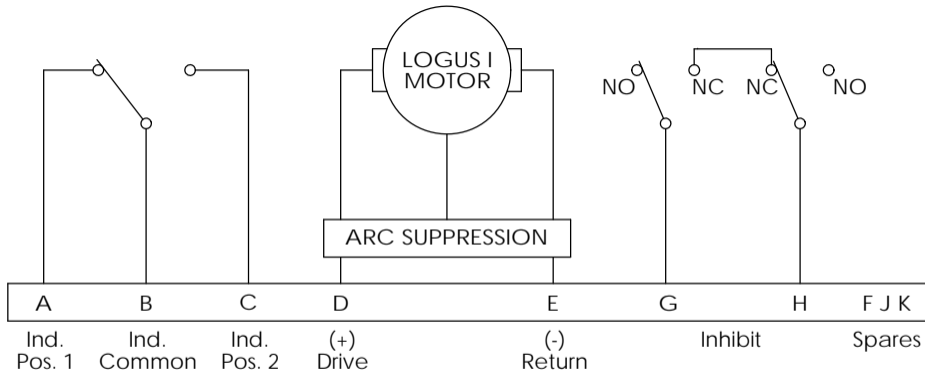 LOGUS I
MOTOR
NO
NC
NC
NO
ARC SUPPRESSION
A
B
C
D
E
G
H
F J K
Ind.
Pos. 1
Ind.
Common
Ind.
Pos. 2
(+)
Drive
(-)
Return
Inhibit
Spares